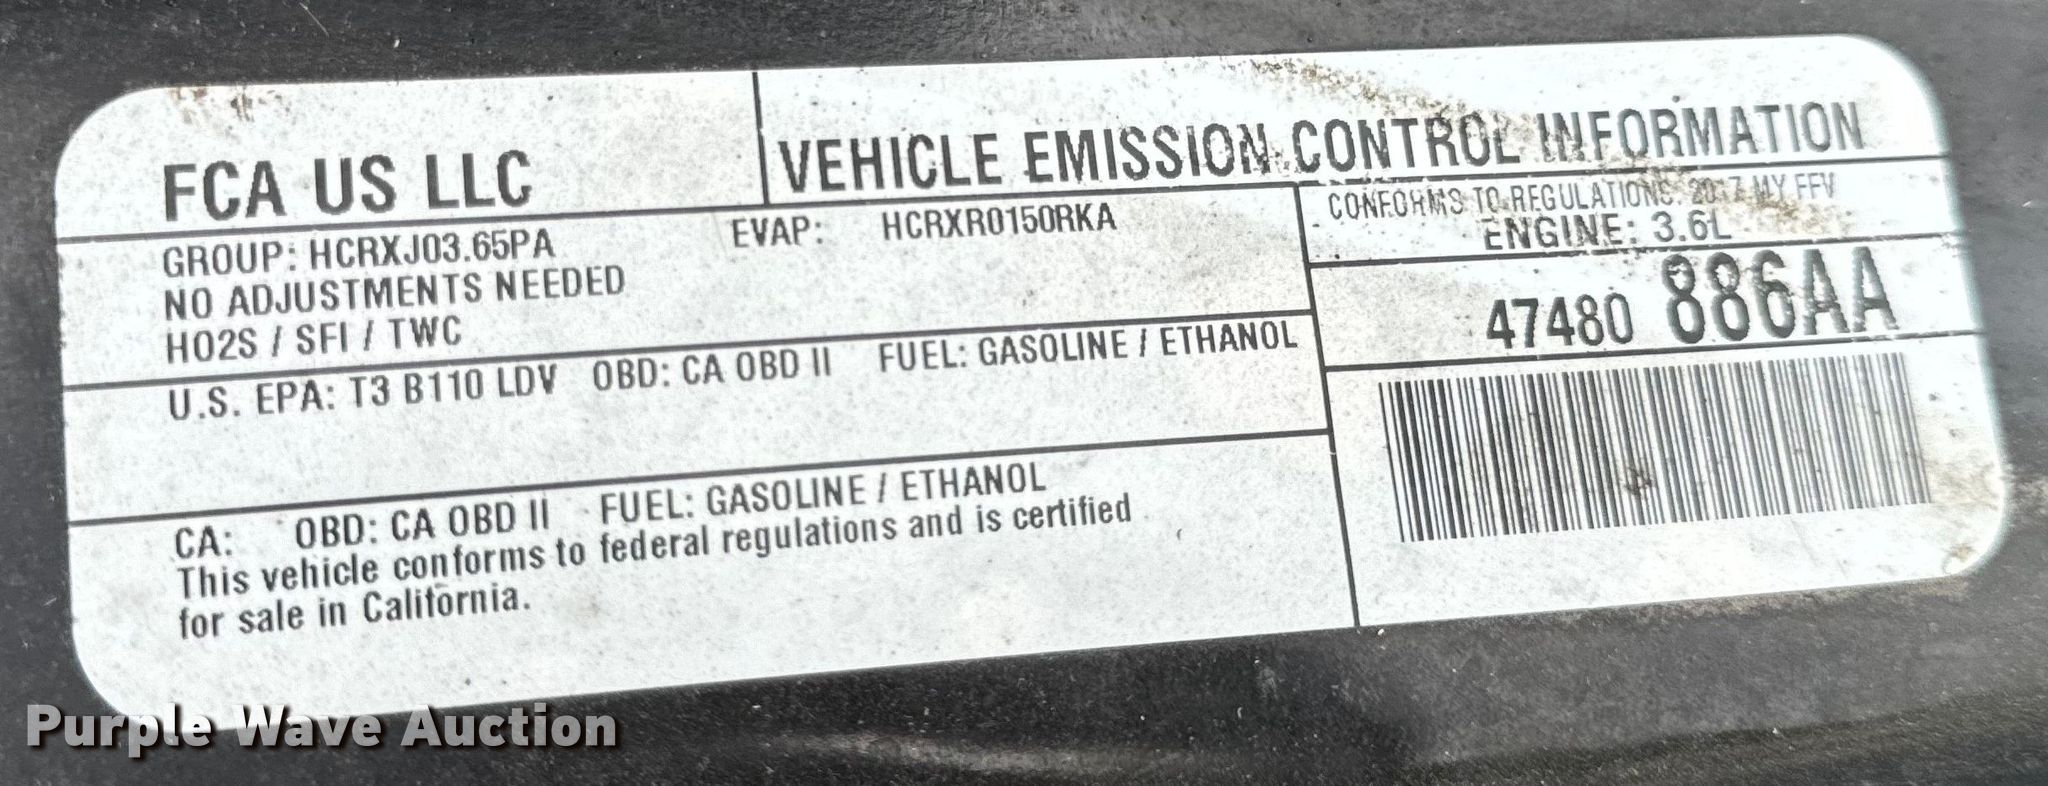 FCA US LLC
VEHICLE EMISSION CONTROL INFORMATION
GROUP: HCRXJ03.65PA EVAP: HCRXR0150RKA
NO ADJUSTMENTS NEEDED
HO2S / SFI / TWC
CONFORMS TO REGULATIONS: 2017 MY FFV
ENGINE: 3.6L
47480 886AA
U.S. EPA: T3 B110 LDV OBD: CA OBD II FUEL: GASOLINE / ETHANOL
CA: OBD: CA OBD II FUEL: GASOLINE / ETHANOL
This vehicle conforms to federal regulations and is certified
for sale in California.
Purple Wave Auction